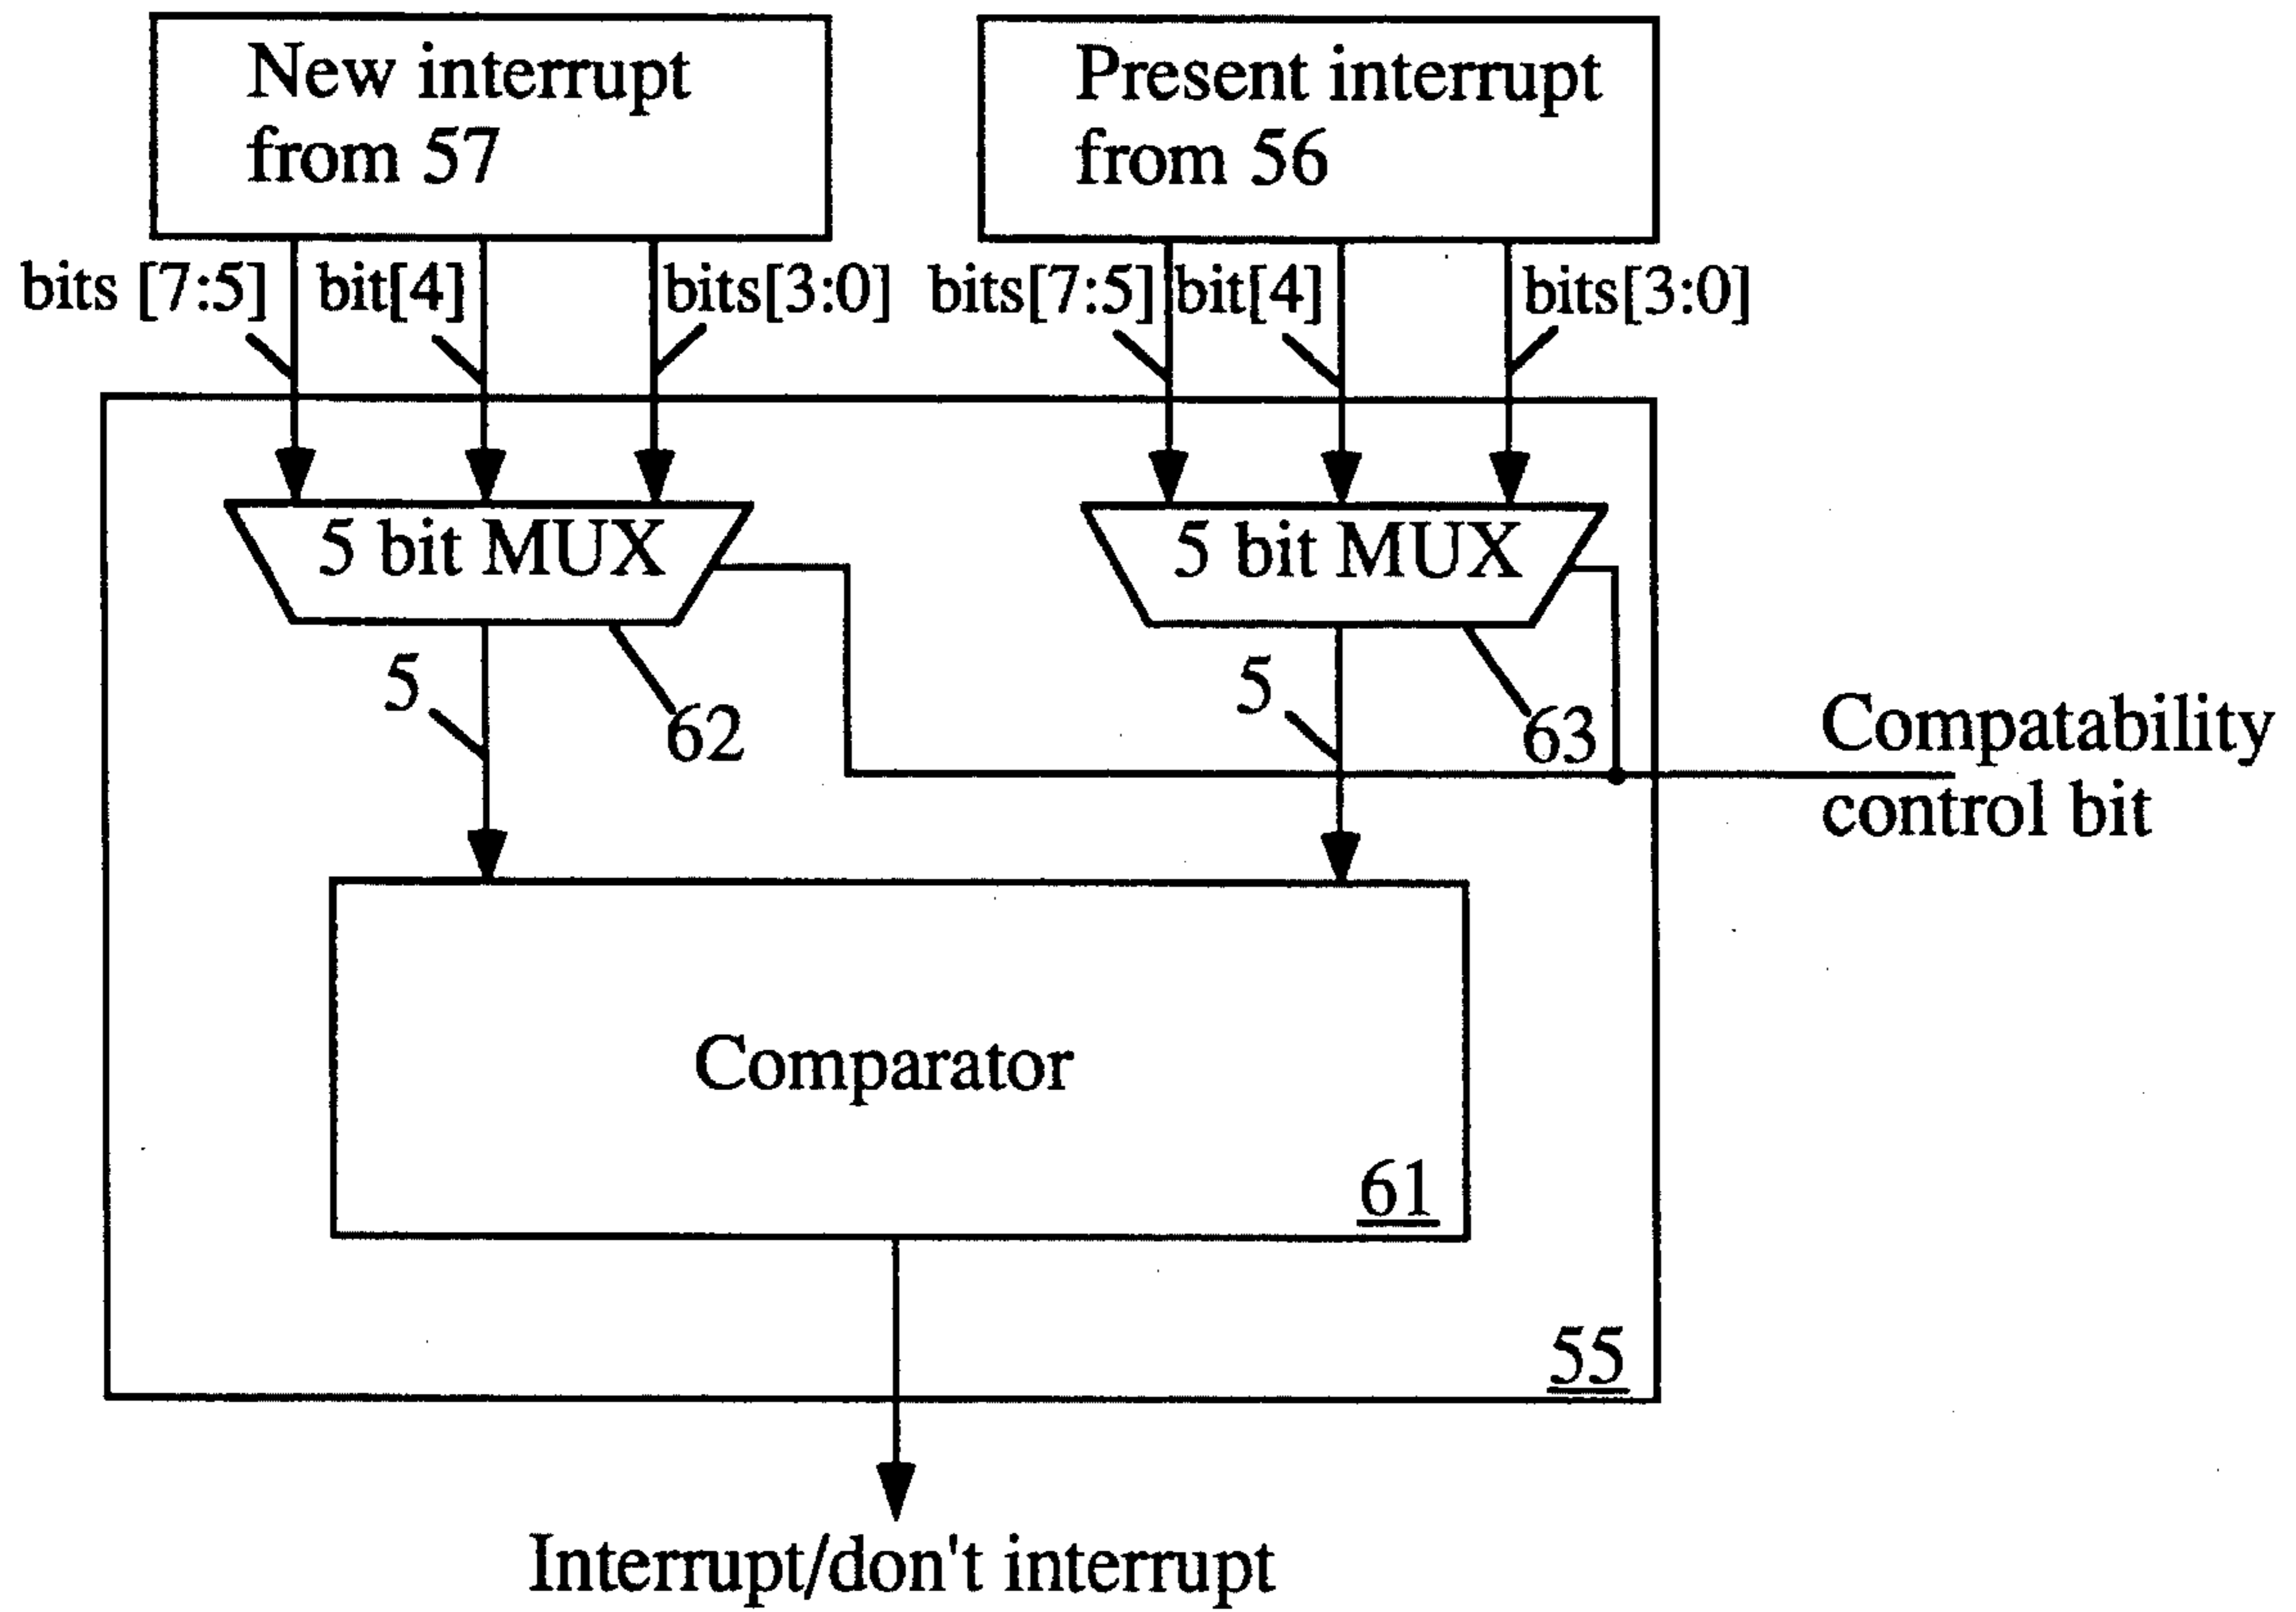 New interrupt
from 57
Present interrupt
from 56
bits [7:5]
bit[4]
bits[3:0]
bits[7:5]
bit[4]
bits[3:0]
5 bit MUX
5 bit MUX
5
62
5
63
Compatability
control bit
Comparator
61
55
Interrupt/don't interrupt